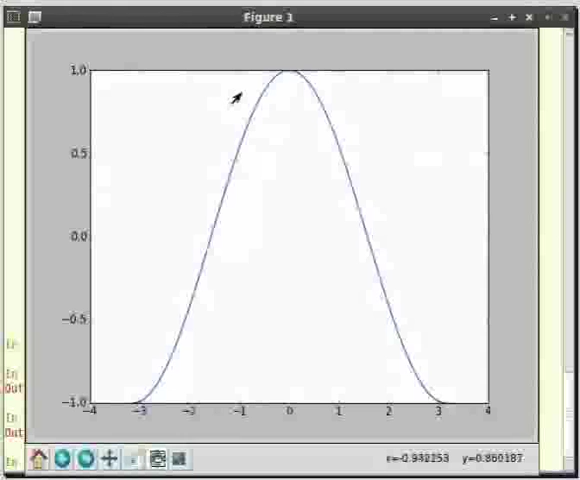 Figure 1
1.0
0.5
0.0
−0.5
−1.0
−4 −3 −2 −1 0 1 2 3 4
In
In
Out
In
Out
In
x=-0.932253 y=0.860187